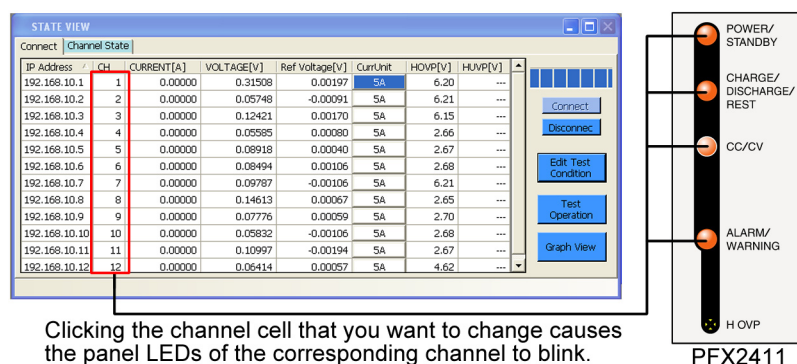 STATE VIEW
Connect Channel State
IP Address CH CURRENT[A] VOLTAGE[V] Ref Voltage[V] CurrUnit HOVP[V] HUVP[V]
192.168.10.1 1 0.00000 0.31508 0.00197 5A 6.20 ---
192.168.10.2 2 0.00000 0.05748 -0.00091 5A 6.21 ---
192.168.10.3 3 0.00000 0.12421 0.00170 5A 6.15 ---
192.168.10.4 4 0.00000 0.05585 0.00080 5A 2.66 ---
192.168.10.5 5 0.00000 0.08918 0.00040 5A 2.67 ---
192.168.10.6 6 0.00000 0.08494 0.00106 5A 2.68 ---
192.168.10.7 7 0.00000 0.09787 -0.00106 5A 6.21 ---
192.168.10.8 8 0.00000 0.14613 0.00067 5A 2.65 ---
192.168.10.9 9 0.00000 0.07776 0.00059 5A 2.70 ---
192.168.10.10 10 0.00000 0.05832 -0.00106 5A 2.68 ---
192.168.10.11 11 0.00000 0.10997 -0.00194 5A 2.67 ---
192.168.10.12 12 0.00000 0.06414 0.00057 5A 4.62 ---
Connect
Disconnec
Edit Test
Condition
Test
Operation
Graph View
POWER/
STANDBY
CHARGE/
DISCHARGE/
REST
CC/CV
ALARM/
WARNING
H OVP
PFX2411
Clicking the channel cell that you want to change causes
the panel LEDs of the corresponding channel to blink.